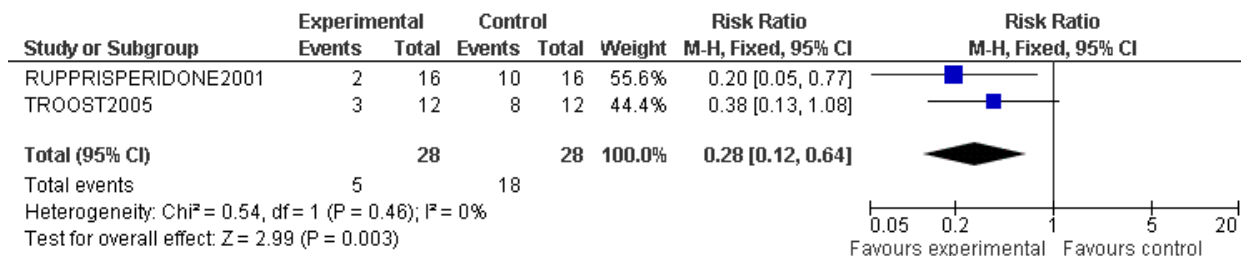 Experimental Control Risk Ratio Risk Ratio
Study or Subgroup Events Total Events Total Weight M-H, Fixed, 95% CI M-H, Fixed, 95% CI
RUPPRISPERIDONE2001 2 16 10 16 55.6% 0.20 [0.05, 0.77]
TROOST2005 3 12 8 12 44.4% 0.38 [0.13, 1.08]
Total (95% CI) 28 28 100.0% 0.28 [0.12, 0.64]
Total events 5 18
Heterogeneity: Chi² = 0.54, df = 1 (P = 0.46); I² = 0%
Test for overall effect: Z = 2.99 (P = 0.003)
0.05 0.2 1 5 20
Favours experimental Favours control